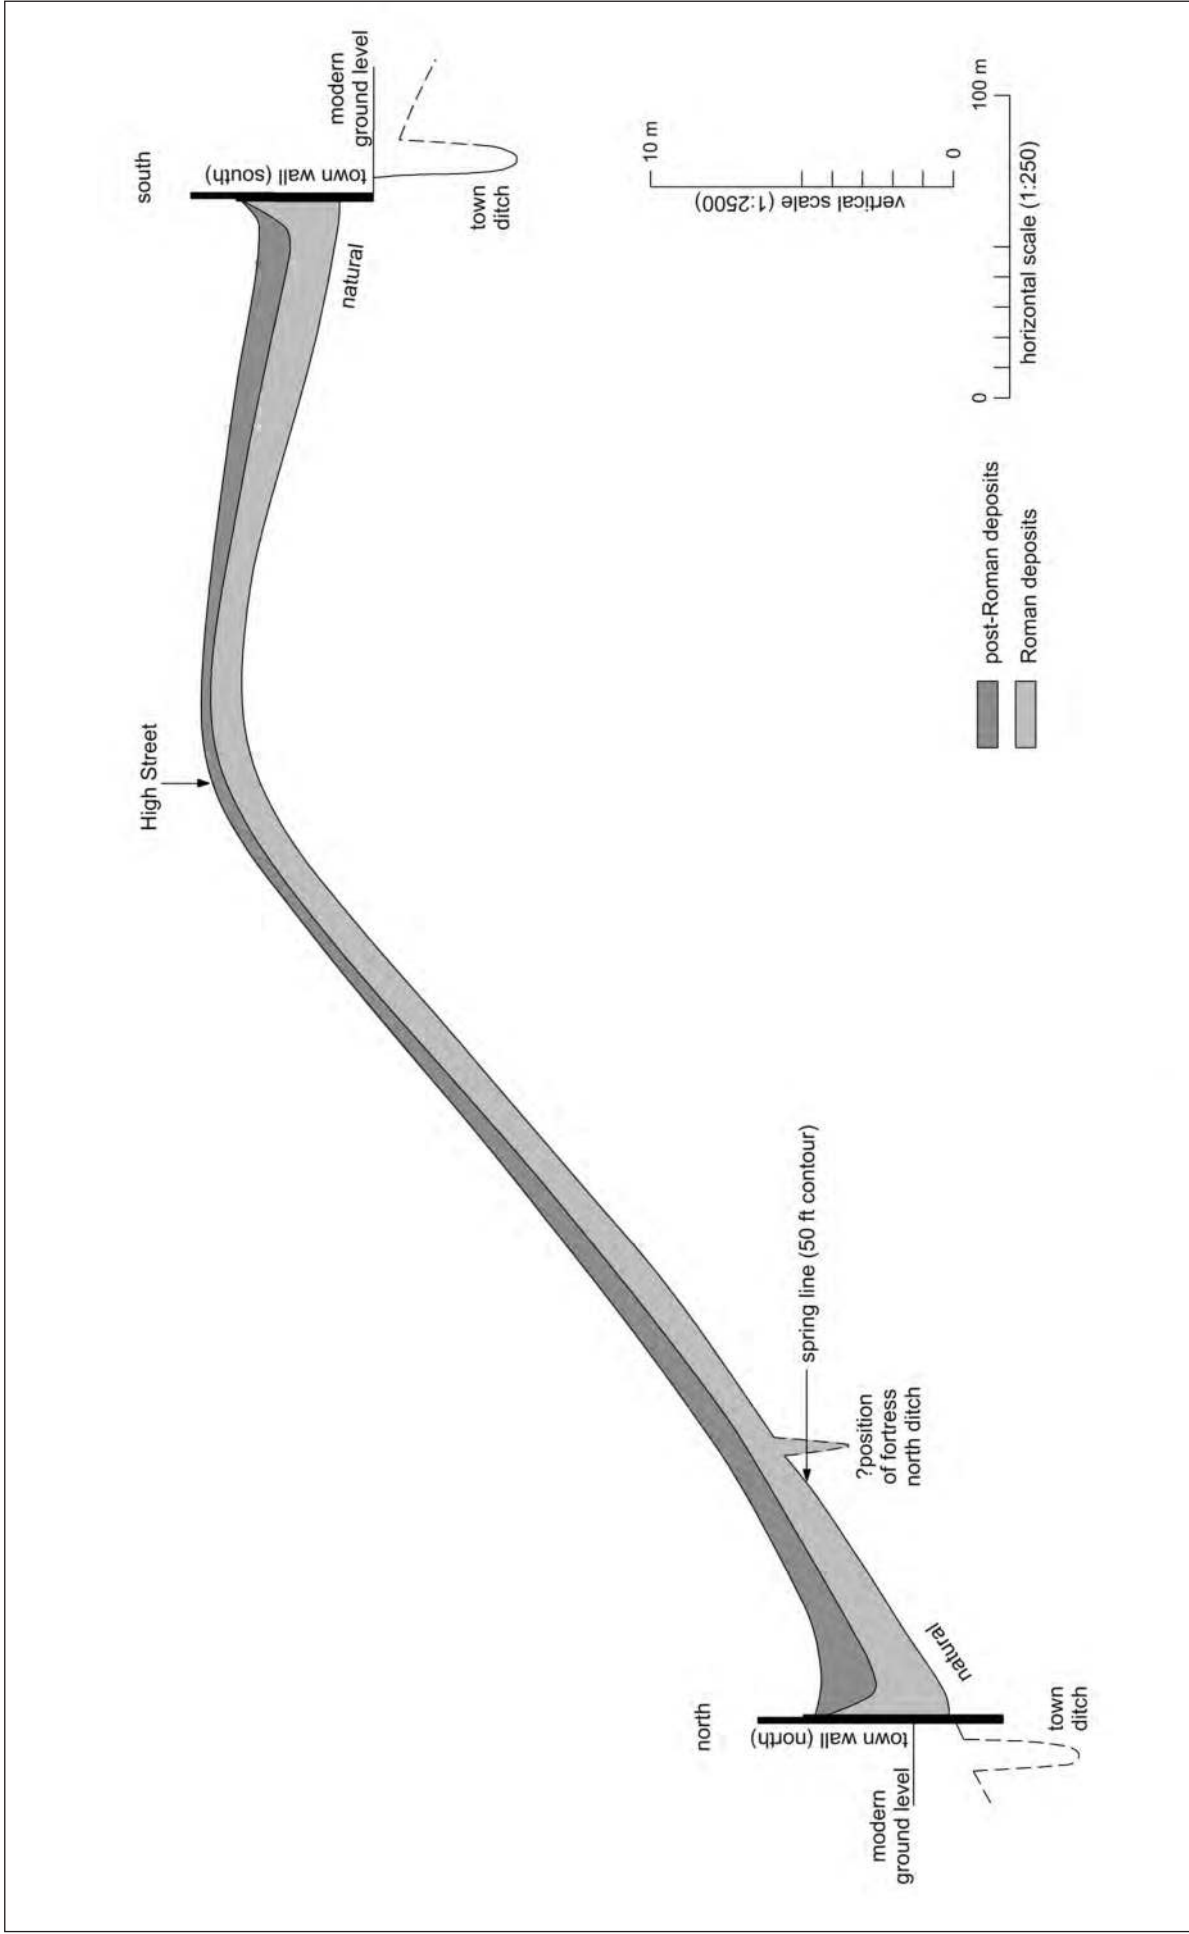 south
modern
ground level
town wall (south)
town
ditch
natural
High Street
10 m
0
vertical scale (1:2500)
0
100 m
horizontal scale (1:250)
post-Roman deposits
Roman deposits
spring line (50 ft contour)
?position
of fortress
north ditch
north
natural
town wall (north)
modern
ground level
town
ditch